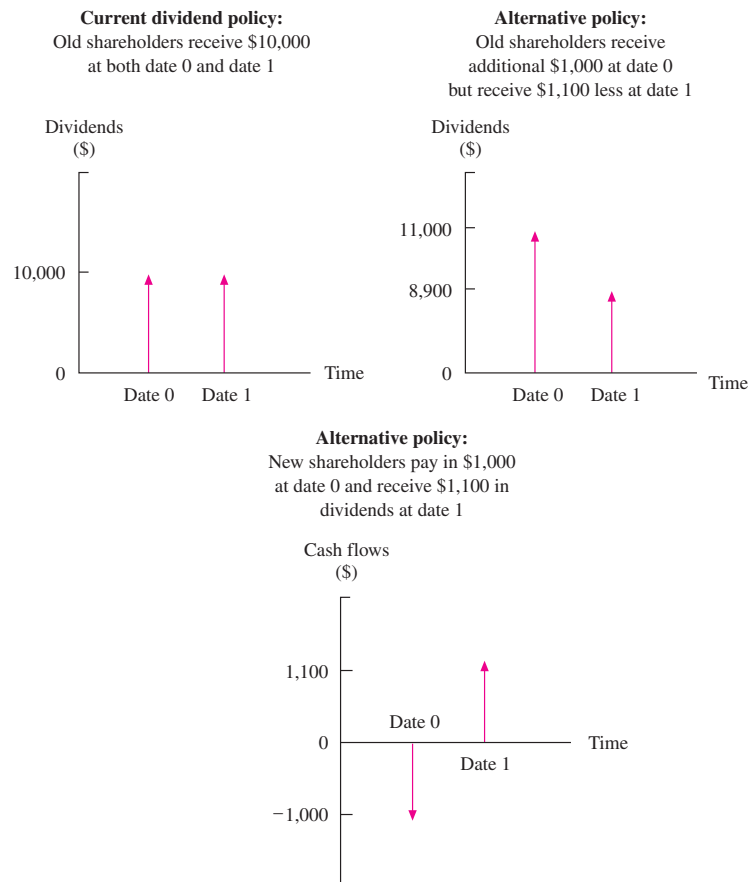 Current dividend policy:
Old shareholders receive $10,000
at both date 0 and date 1
Dividends
($)
10,000
0
Time
Date 0
Date 1
Alternative policy:
Old shareholders receive
additional $1,000 at date 0
but receive $1,100 less at date 1
Dividends
($)
11,000
8,900
0
Time
Date 0
Date 1
Alternative policy:
New shareholders pay in $1,000
at date 0 and receive $1,100 in
dividends at date 1
Cash flows
($)
1,100
Date 0
0
Time
Date 1
−1,000